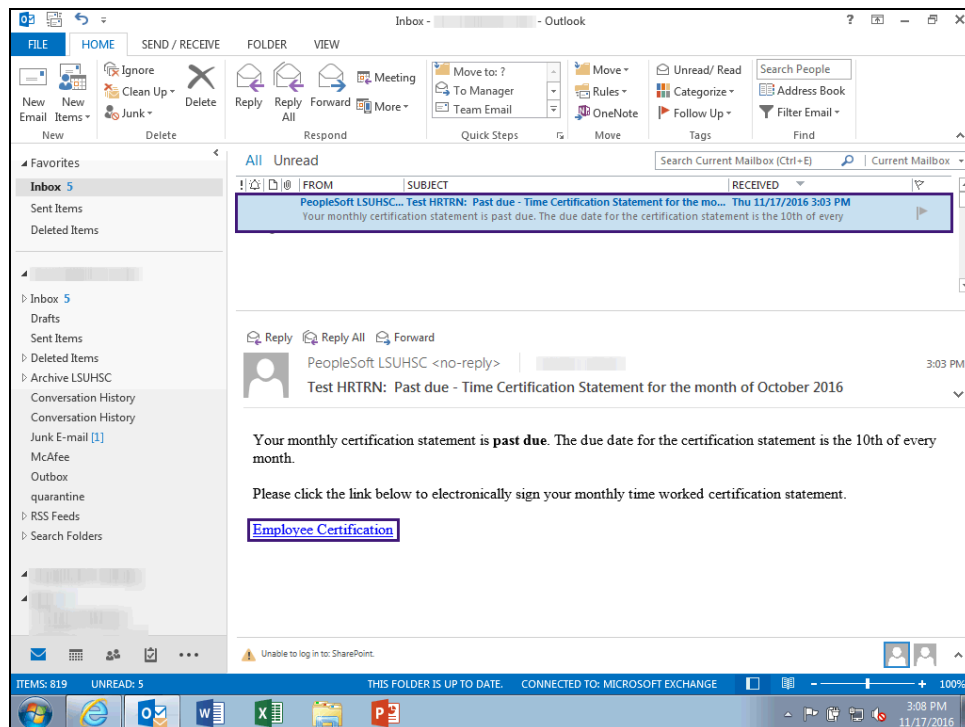 Inbox - - Outlook
FILE HOME SEND / RECEIVE FOLDER VIEW
New Email
New Items
Ignore
Clean Up
Junk
Delete
Reply
Reply All
Forward
Meeting
More
Move to: ?
To Manager
Team Email
Move
Rules
OneNote
Unread/ Read
Categorize
Follow Up
Search People
Address Book
Filter Email
New Delete Respond Quick Steps Move Tags Find
Favorites
Inbox 5
Sent Items
Deleted Items
Inbox 5
Drafts
Sent Items
Deleted Items
Archive LSUHSC
Conversation History
Conversation History
Junk E-mail [1]
McAfee
Outbox
quarantine
RSS Feeds
Search Folders
All Unread
Search Current Mailbox (Ctrl+E) Current Mailbox
FROM SUBJECT RECEIVED
PeopleSoft LSUHSC... Test HRTRN: Past due - Time Certification Statement for the mo... Thu 11/17/2016 3:03 PM
Your monthly certification statement is past due. The due date for the certification statement is the 10th of every
Reply Reply All Forward
PeopleSoft LSUHSC <no-reply> 3:03 PM
Test HRTRN: Past due - Time Certification Statement for the month of October 2016
Your monthly certification statement is past due. The due date for the certification statement is the 10th of every
month.
Please click the link below to electronically sign your monthly time worked certification statement.
Employee Certification
Unable to log in to: SharePoint.
ITEMS: 819 UNREAD: 5 THIS FOLDER IS UP TO DATE. CONNECTED TO: MICROSOFT EXCHANGE 100%
3:08 PM
11/17/2016